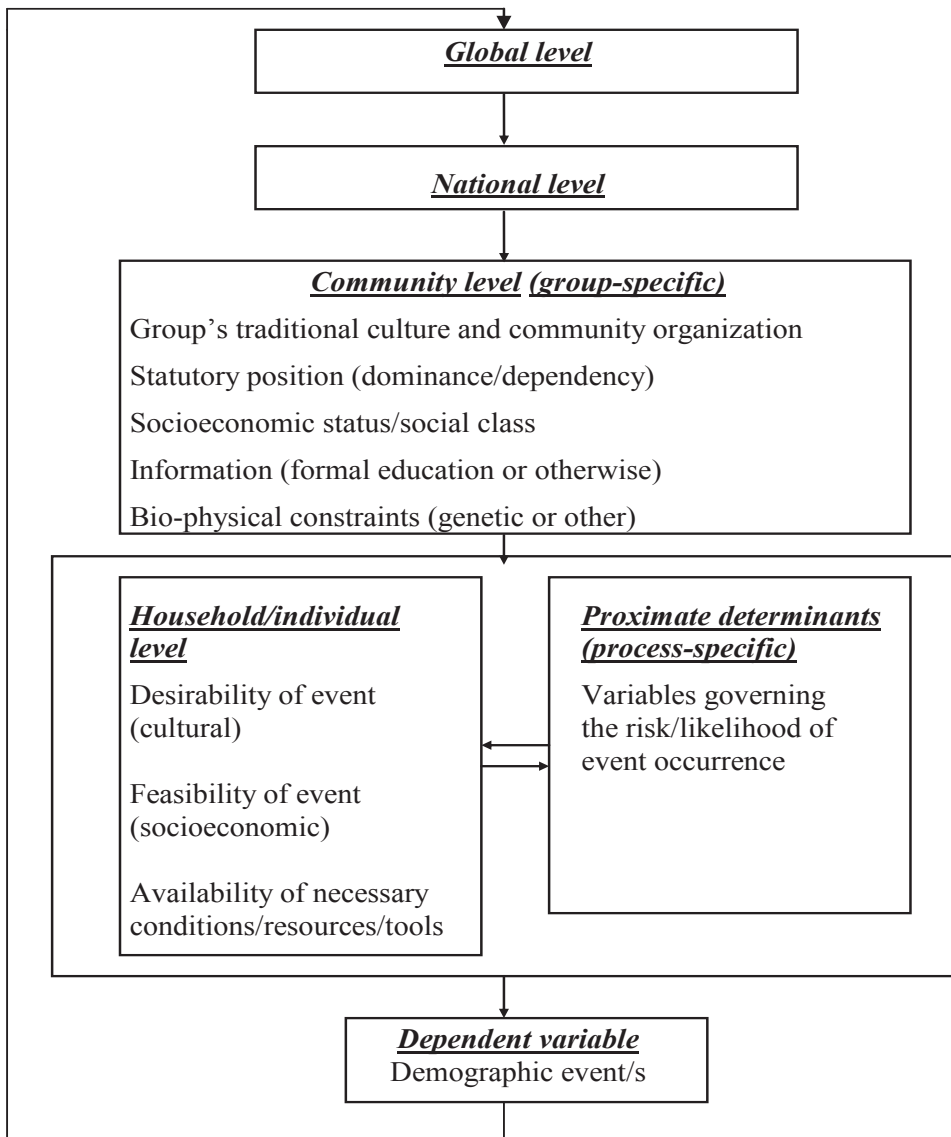 Global level
National level
Community level (group-specific)
Group’s traditional culture and community organization
Statutory position (dominance/dependency)
Socioeconomic status/social class
Information (formal education or otherwise)
Bio-physical constraints (genetic or other)
Household/individual
level
Desirability of event
(cultural)
Feasibility of event
(socioeconomic)
Availability of necessary
conditions/resources/tools
Proximate determinants
(process-specific)
Variables governing
the risk/likelihood of
event occurrence
Dependent variable
Demographic event/s